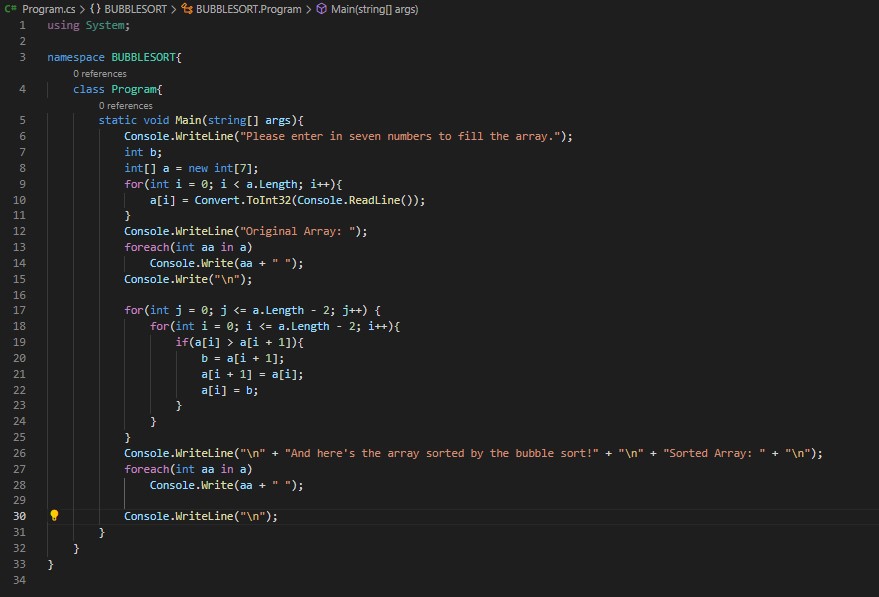 C# Program.cs > {} BUBBLESORT > BUBBLESORT.Program > Main(string[] args)
1 using System;
2
3 namespace BUBBLESORT{
0 references
4 class Program{
0 references
5 static void Main(string[] args){
6 Console.WriteLine("Please enter in seven numbers to fill the array.");
7 int b;
8 int[] a = new int[7];
9 for(int i = 0; i < a.Length; i++){
10 a[i] = Convert.ToInt32(Console.ReadLine());
11 }
12 Console.WriteLine("Original Array: ");
13 foreach(int aa in a)
14 Console.Write(aa + " ");
15 Console.Write("\n");
16
17 for(int j = 0; j <= a.Length - 2; j++) {
18 for(int i = 0; i <= a.Length - 2; i++){
19 if(a[i] > a[i + 1]){
20 b = a[i + 1];
21 a[i + 1] = a[i];
22 a[i] = b;
23 }
24 }
25 }
26 Console.WriteLine("\n" + "And here's the array sorted by the bubble sort!" + "\n" + "Sorted Array: " + "\n");
27 foreach(int aa in a)
28 Console.Write(aa + " ");
29
30 Console.WriteLine("\n");
31 }
32 }
33 }
34